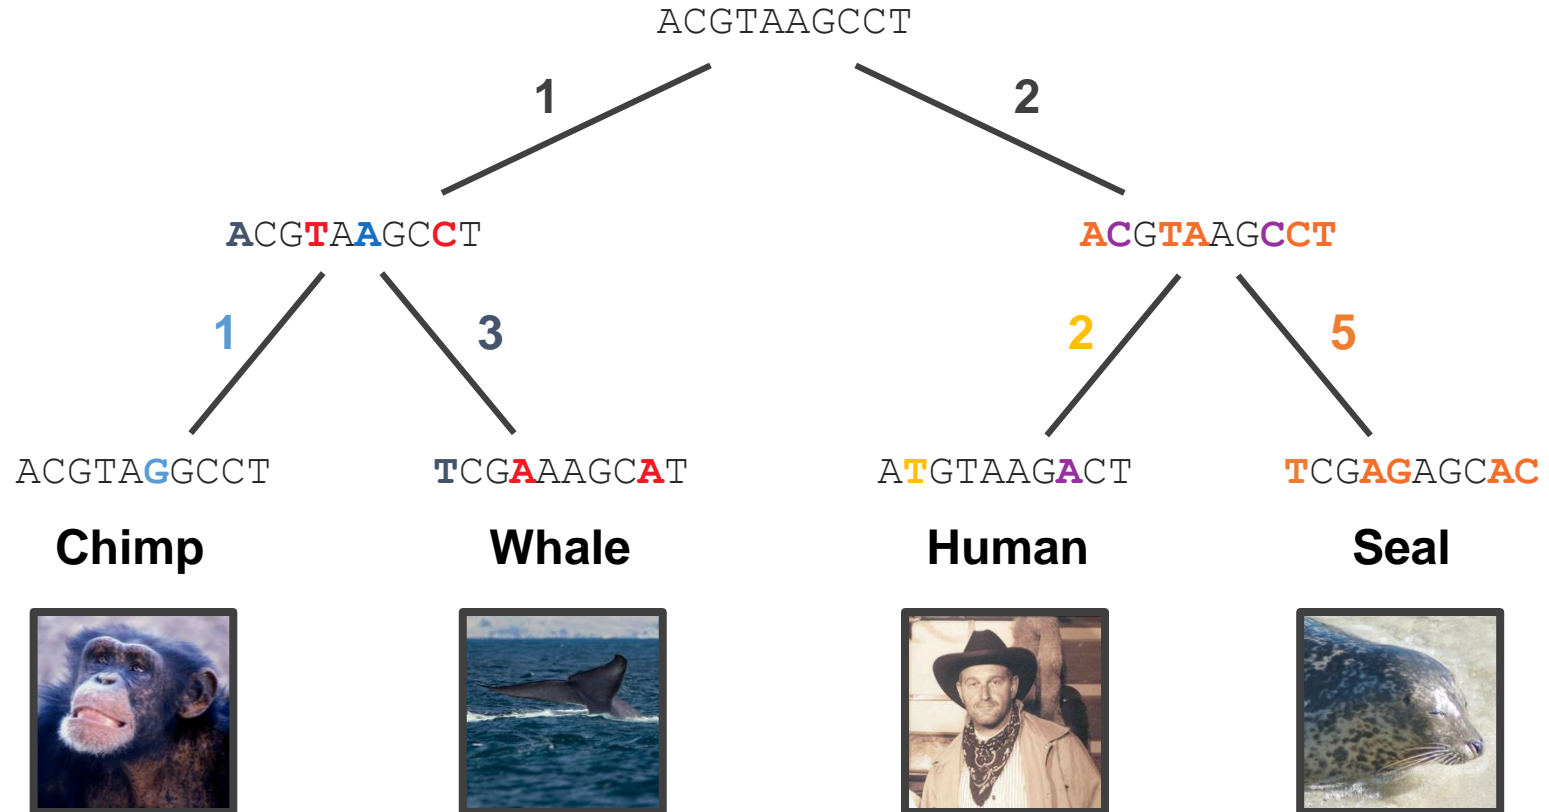 ACGTAAGCCT
1 2
ACGTAAGCCT ACGTAAGCCT
1 3 2 5
ACGTAGGCCT TCGAAAGCAT ATGTAAGACT TCGAGAGCAC
Chimp Whale Human Seal